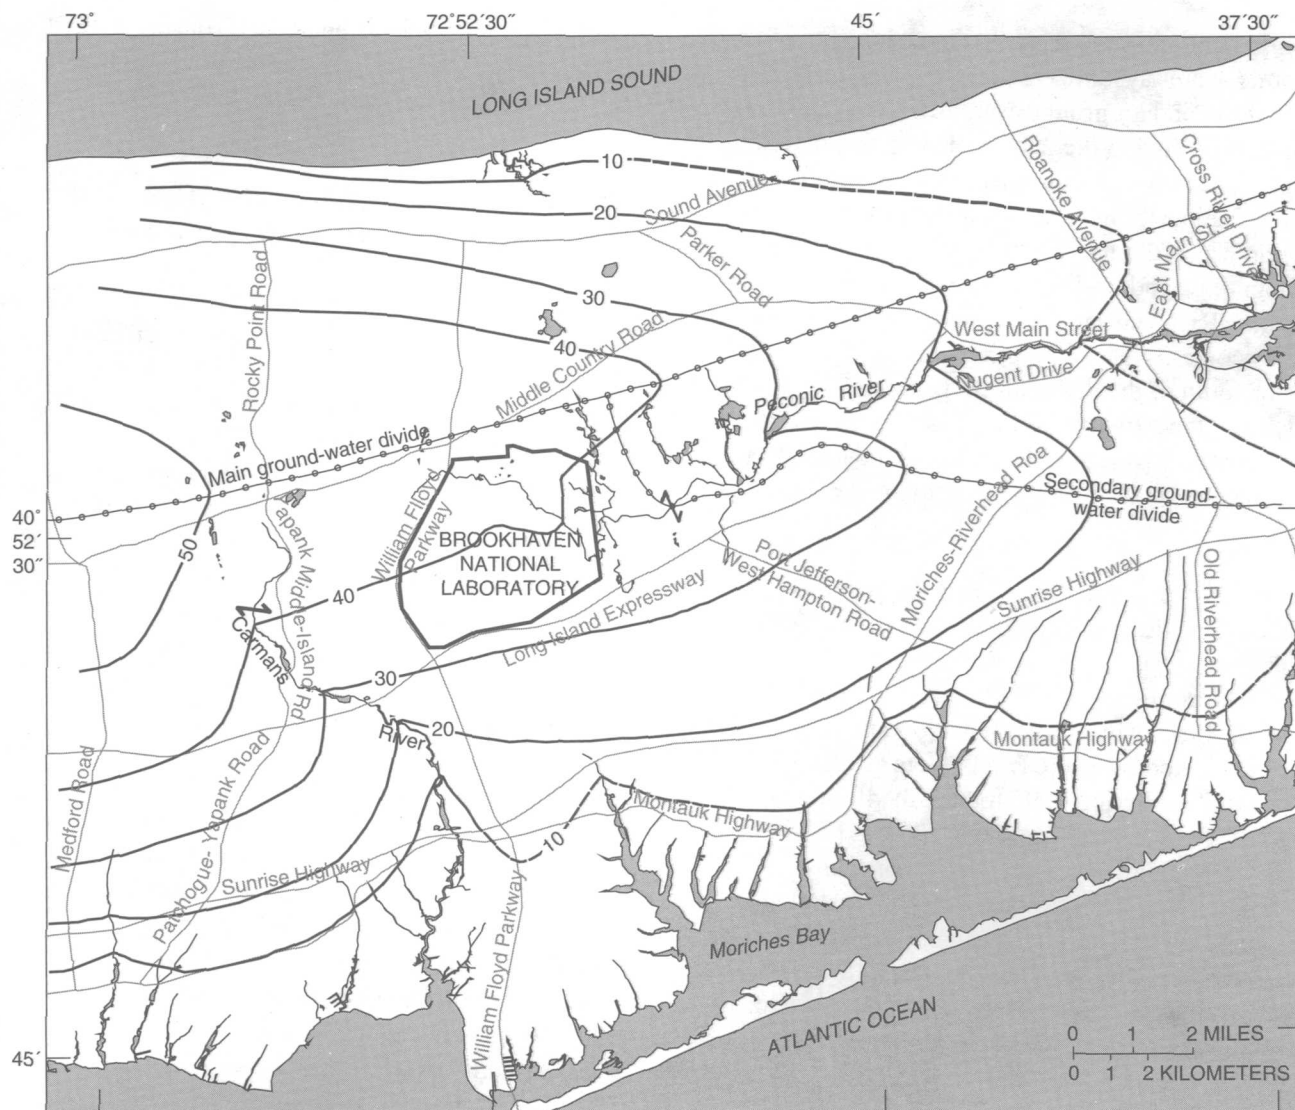 73°
72°52′30″
45′
37′30″
LONG ISLAND SOUND
10
Sound Avenue
Roanoke Avenue
Cross River Drive
20
Parker Road
East Main St.
Rocky Point Road
30
Middle Country Road
40
West Main Street
Nugent Drive
Peconic River
Main ground-water divide
Moriches-Riverhead Roa
Secondary ground-
water divide
40°
52′
30″
50
William Flloyd
Parkway
BROOKHAVEN
NATIONAL
LABORATORY
apank Middle-Island Rd
40
Port Jefferson-
West Hampton Road
Long Island Expressway
Sunrise Highway
Old Riverhead Road
Carmans
30
20
River
Montauk Highway
Medford Road
Patchogue-Yapank Road
Montauk Highway
10
Sunrise Highway
William Floyd Parkway
Moriches Bay
ATLANTIC OCEAN
45′
0 1 2 MILES
0 1 2 KILOMETERS